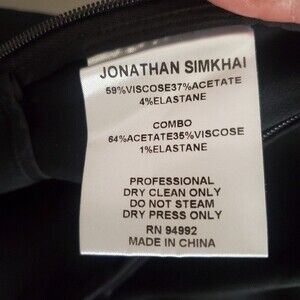 JONATHAN SIMKHAI
59%VISCOSE37%ACETATE
4%ELASTANE
COMBO
64%ACETATE35%VISCOSE
1%ELASTANE
PROFESSIONAL
DRY CLEAN ONLY
DO NOT STEAM
DRY PRESS ONLY
RN 94992
MADE IN CHINA